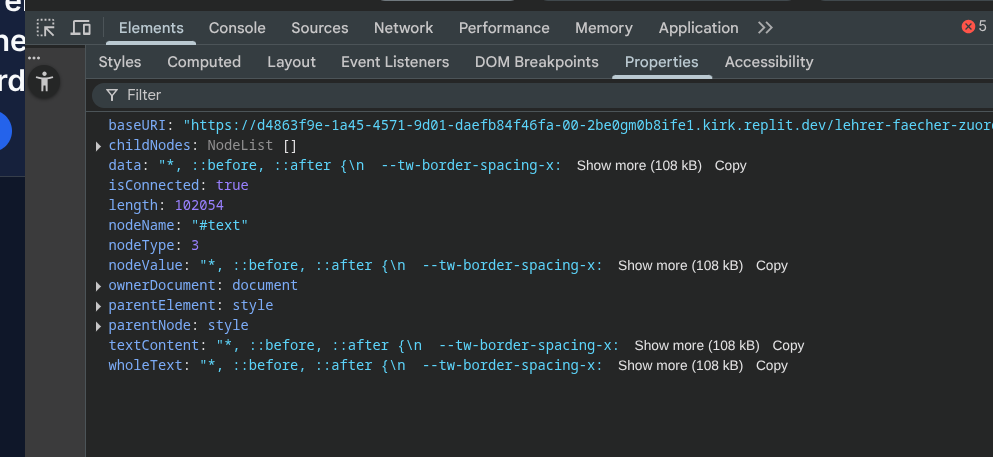 Elements Console Sources Network Performance Memory Application 5
Styles Computed Layout Event Listeners DOM Breakpoints Properties Accessibility
Filter
baseURI: "https://d4863f9e-1a45-4571-9d01-daefb84f46fa-00-2be0gm0b8ife1.kirk.replit.dev/lehrer-faecher-zuor
childNodes: NodeList []
data: "*, ::before, ::after {\n --tw-border-spacing-x: Show more (108 kB) Copy
isConnected: true
length: 102054
nodeName: "#text"
nodeType: 3
nodeValue: "*, ::before, ::after {\n --tw-border-spacing-x: Show more (108 kB) Copy
ownerDocument: document
parentElement: style
parentNode: style
textContent: "*, ::before, ::after {\n --tw-border-spacing-x: Show more (108 kB) Copy
wholeText: "*, ::before, ::after {\n --tw-border-spacing-x: Show more (108 kB) Copy